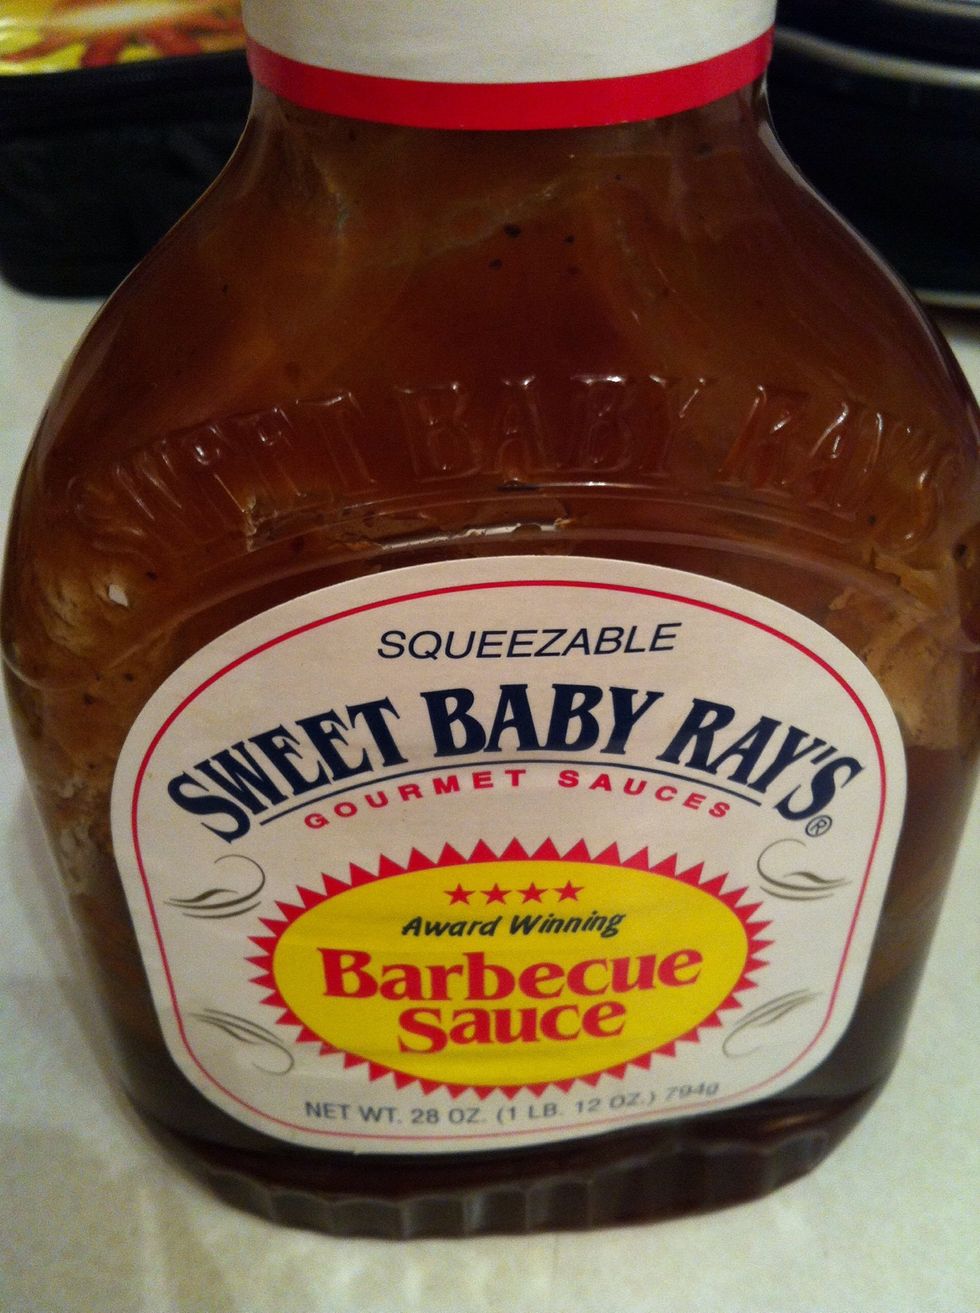 SWEET BABY RAY'S
SQUEEZABLE
SWEET BABY RAY'S®
GOURMET SAUCES
Award Winning
Barbecue
Sauce
NET WT. 28 OZ. (1 LB. 12 OZ.) 794g